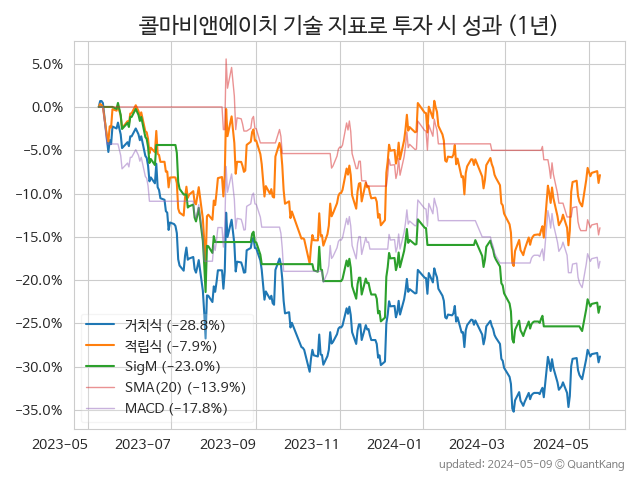 콜마비앤에이치 기술 지표로 투자 시 성과 (1년)
5.0%
0.0%
−5.0%
−10.0%
−15.0%
−20.0%
−25.0%
−30.0%
−35.0%
거치식 (−28.8%)
적립식 (−7.9%)
SigM (−23.0%)
SMA(20) (−13.9%)
MACD (−17.8%)
2023−05 2023−07 2023−09 2023−11 2024−01 2024−03 2024−05
updated: 2024-05-09 ⓒ QuantKang